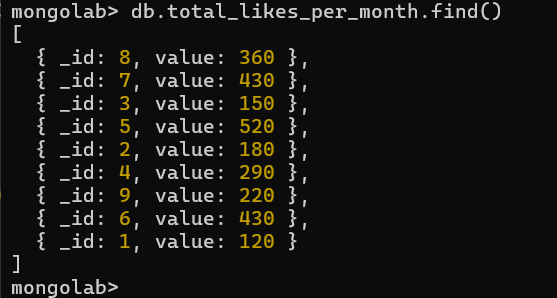 mongolab> db.total_likes_per_month.find()
[
  { _id: 8, value: 360 },
  { _id: 7, value: 430 },
  { _id: 3, value: 150 },
  { _id: 5, value: 520 },
  { _id: 2, value: 180 },
  { _id: 4, value: 290 },
  { _id: 9, value: 220 },
  { _id: 6, value: 430 },
  { _id: 1, value: 120 }
]
mongolab>